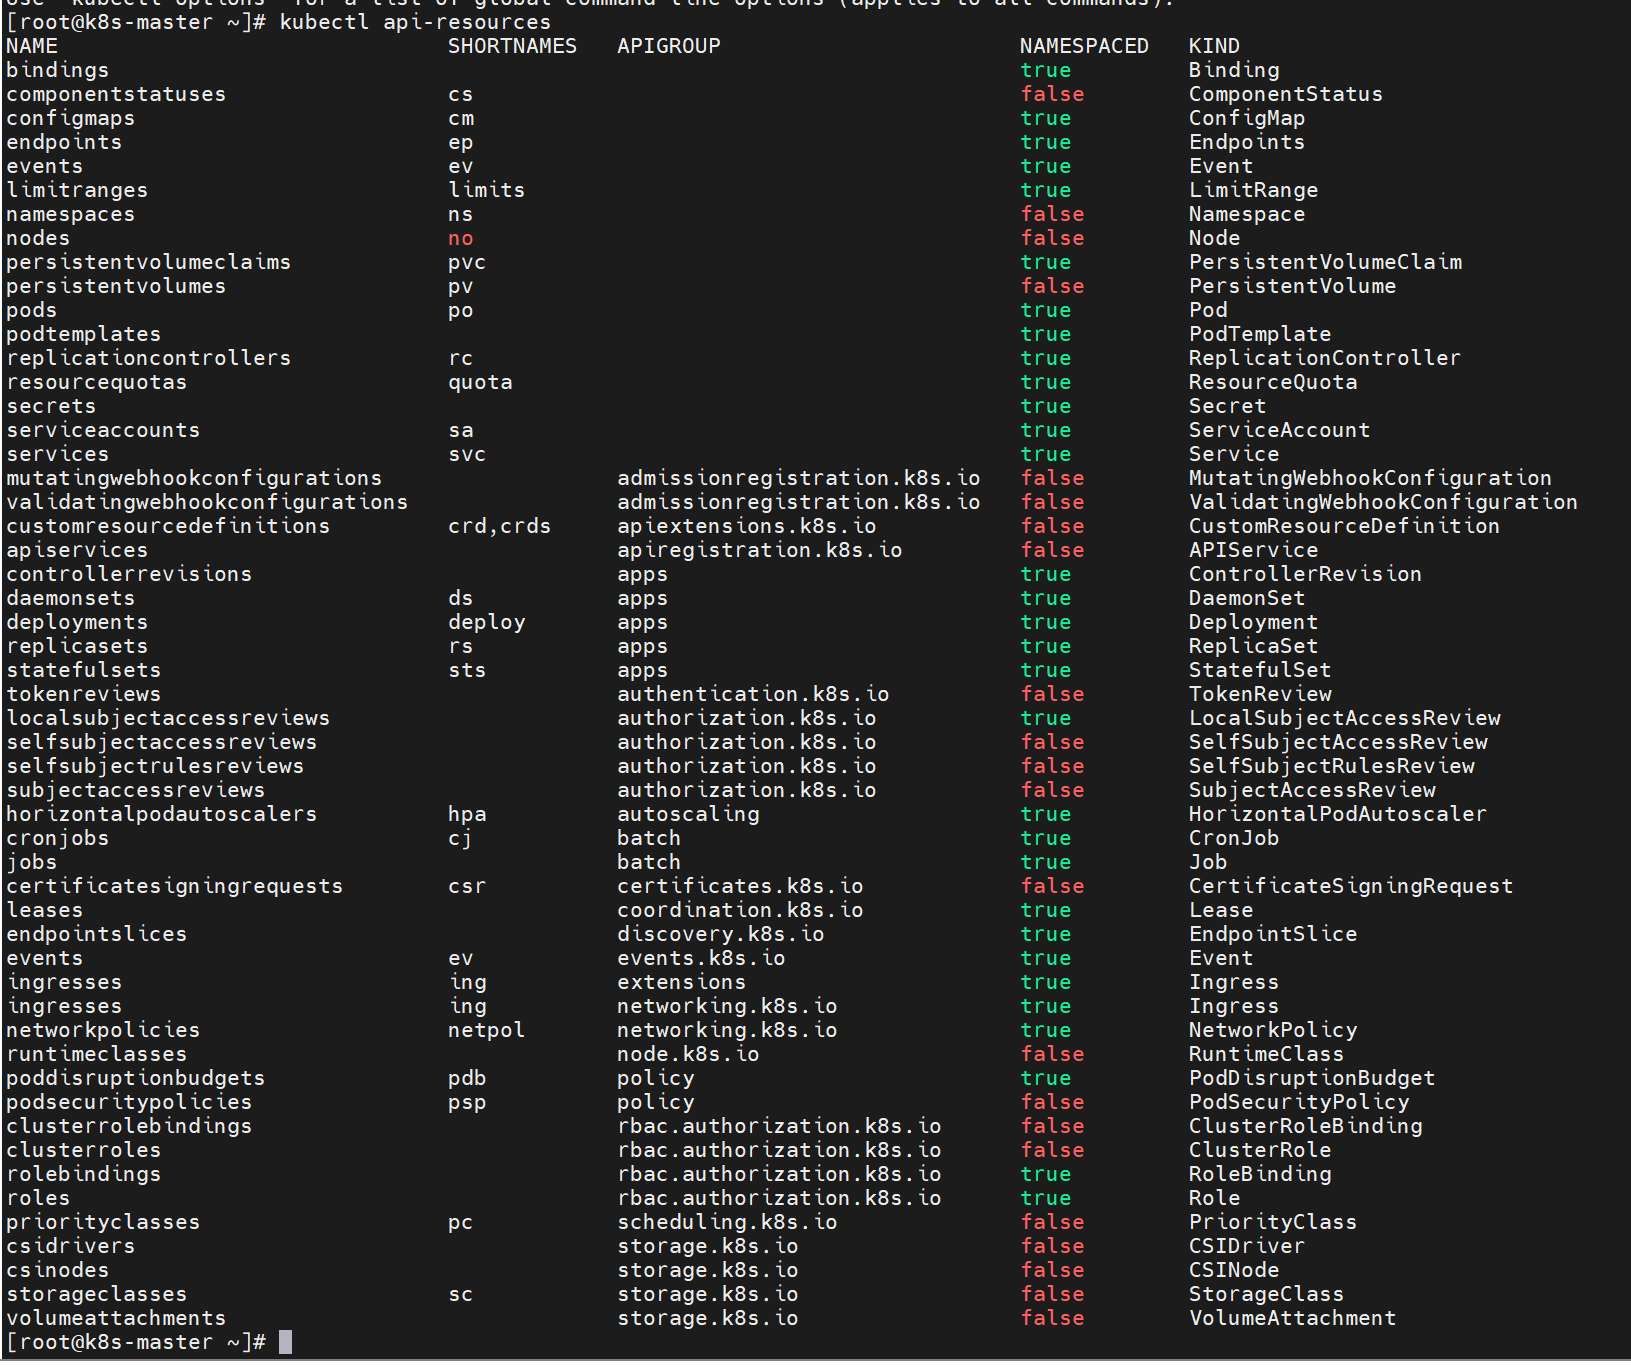 use "kubectl options" for a list of global command-line options (applies to all commands).
[root@k8s-master ~]# kubectl api-resources
NAME                              SHORTNAMES   APIGROUP                       NAMESPACED   KIND
bindings                                                                      true         Binding
componentstatuses                 cs                                          false        ComponentStatus
configmaps                        cm                                          true         ConfigMap
endpoints                         ep                                          true         Endpoints
events                            ev                                          true         Event
limitranges                       limits                                      true         LimitRange
namespaces                        ns                                          false        Namespace
nodes                             no                                          false        Node
persistentvolumeclaims            pvc                                         true         PersistentVolumeClaim
persistentvolumes                 pv                                          false        PersistentVolume
pods                              po                                          true         Pod
podtemplates                                                                  true         PodTemplate
replicationcontrollers            rc                                          true         ReplicationController
resourcequotas                    quota                                       true         ResourceQuota
secrets                                                                       true         Secret
serviceaccounts                   sa                                          true         ServiceAccount
services                          svc                                         true         Service
mutatingwebhookconfigurations                  admissionregistration.k8s.io   false        MutatingWebhookConfiguration
validatingwebhookconfigurations                admissionregistration.k8s.io   false        ValidatingWebhookConfiguration
customresourcedefinitions         crd,crds     apiextensions.k8s.io           false        CustomResourceDefinition
apiservices                                    apiregistration.k8s.io         false        APIService
controllerrevisions                            apps                           true         ControllerRevision
daemonsets                        ds           apps                           true         DaemonSet
deployments                       deploy       apps                           true         Deployment
replicasets                       rs           apps                           true         ReplicaSet
statefulsets                      sts          apps                           true         StatefulSet
tokenreviews                                   authentication.k8s.io          false        TokenReview
localsubjectaccessreviews                      authorization.k8s.io           true         LocalSubjectAccessReview
selfsubjectaccessreviews                       authorization.k8s.io           false        SelfSubjectAccessReview
selfsubjectrulesreviews                        authorization.k8s.io           false        SelfSubjectRulesReview
subjectaccessreviews                           authorization.k8s.io           false        SubjectAccessReview
horizontalpodautoscalers          hpa          autoscaling                    true         HorizontalPodAutoscaler
cronjobs                          cj           batch                          true         CronJob
jobs                                           batch                          true         Job
certificatesigningrequests        csr          certificates.k8s.io            false        CertificateSigningRequest
leases                                         coordination.k8s.io            true         Lease
endpointslices                                 discovery.k8s.io               true         EndpointSlice
events                            ev           events.k8s.io                  true         Event
ingresses                         ing          extensions                     true         Ingress
ingresses                         ing          networking.k8s.io              true         Ingress
networkpolicies                   netpol       networking.k8s.io              true         NetworkPolicy
runtimeclasses                                 node.k8s.io                    false        RuntimeClass
poddisruptionbudgets              pdb          policy                         true         PodDisruptionBudget
podsecuritypolicies               psp          policy                         false        PodSecurityPolicy
clusterrolebindings                            rbac.authorization.k8s.io      false        ClusterRoleBinding
clusterroles                                   rbac.authorization.k8s.io      false        ClusterRole
rolebindings                                   rbac.authorization.k8s.io      true         RoleBinding
roles                                          rbac.authorization.k8s.io      true         Role
priorityclasses                   pc           scheduling.k8s.io              false        PriorityClass
csidrivers                                     storage.k8s.io                 false        CSIDriver
csinodes                                       storage.k8s.io                 false        CSINode
storageclasses                    sc           storage.k8s.io                 false        StorageClass
volumeattachments                              storage.k8s.io                 false        VolumeAttachment
[root@k8s-master ~]#